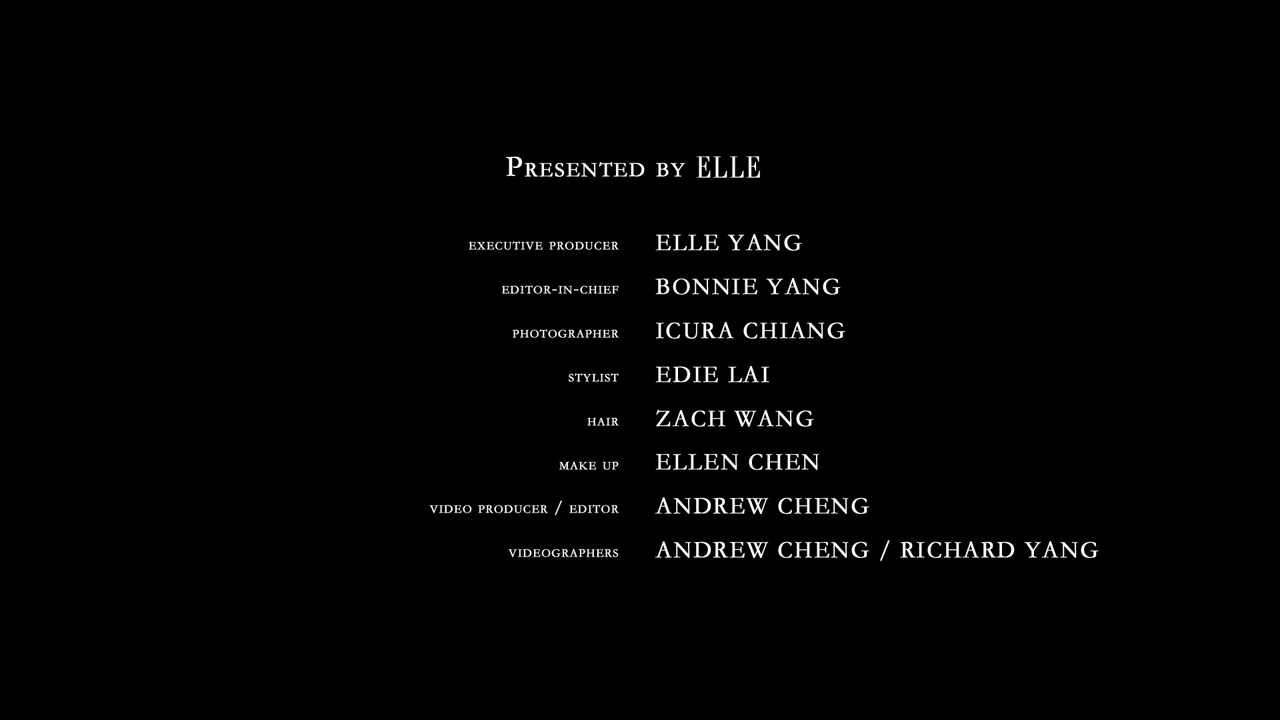 Presented by ELLE
EXECUTIVE PRODUCER ELLE YANG
EDITOR-IN-CHIEF BONNIE YANG
PHOTOGRAPHER ICURA CHIANG
STYLIST EDIE LAI
HAIR ZACH WANG
MAKE UP ELLEN CHEN
VIDEO PRODUCER / EDITOR ANDREW CHENG
VIDEOGRAPHERS ANDREW CHENG / RICHARD YANG